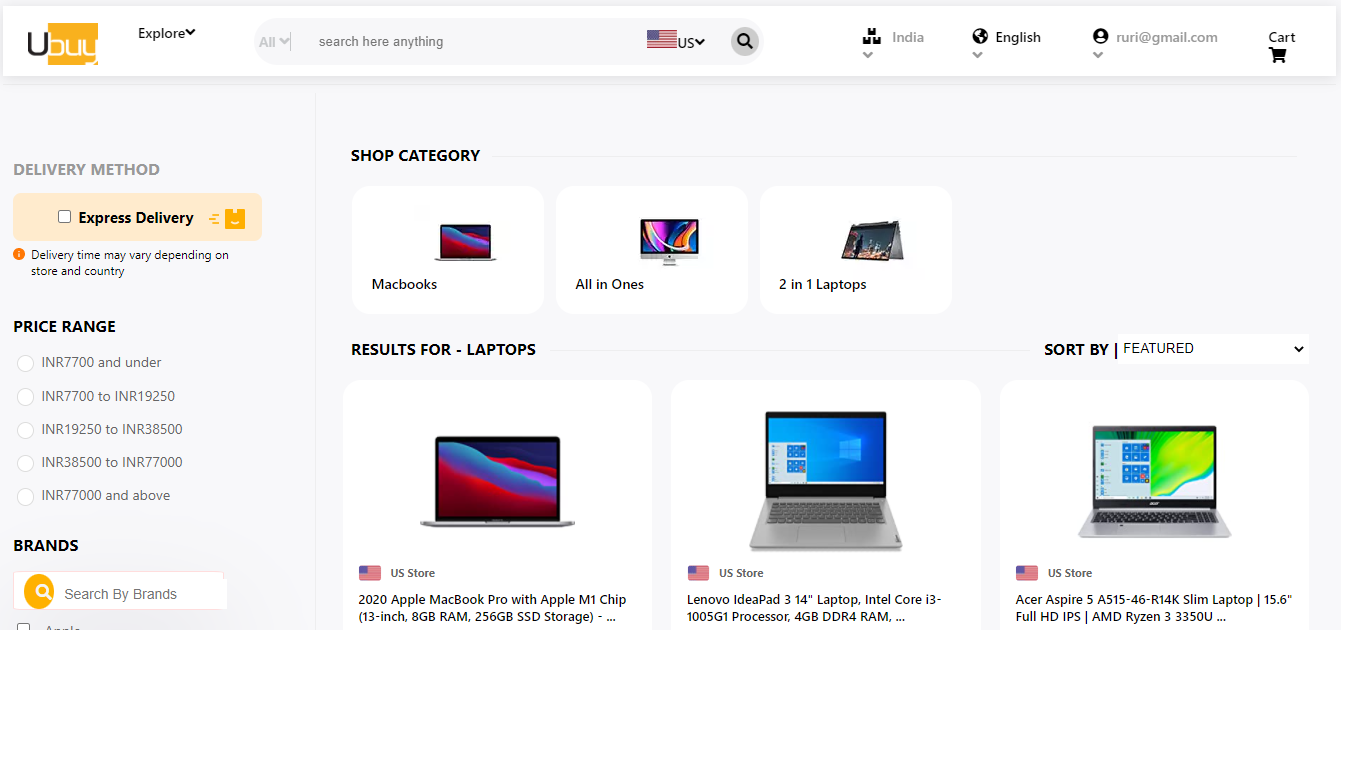 Ubuy
Explore
All
search here anything
US
India
English
ruri@gmail.com
Cart
DELIVERY METHOD
Express Delivery
Delivery time may vary depending on
store and country
PRICE RANGE
INR7700 and under
INR7700 to INR19250
INR19250 to INR38500
INR38500 to INR77000
INR77000 and above
BRANDS
Search By Brands
Apple
SHOP CATEGORY
Macbooks
All in Ones
2 in 1 Laptops
RESULTS FOR - LAPTOPS
SORT BY | FEATURED
US Store
2020 Apple MacBook Pro with Apple M1 Chip
(13-inch, 8GB RAM, 256GB SSD Storage) - ...
US Store
Lenovo IdeaPad 3 14" Laptop, Intel Core i3-
1005G1 Processor, 4GB DDR4 RAM, ...
US Store
Acer Aspire 5 A515-46-R14K Slim Laptop | 15.6"
Full HD IPS | AMD Ryzen 3 3350U ...